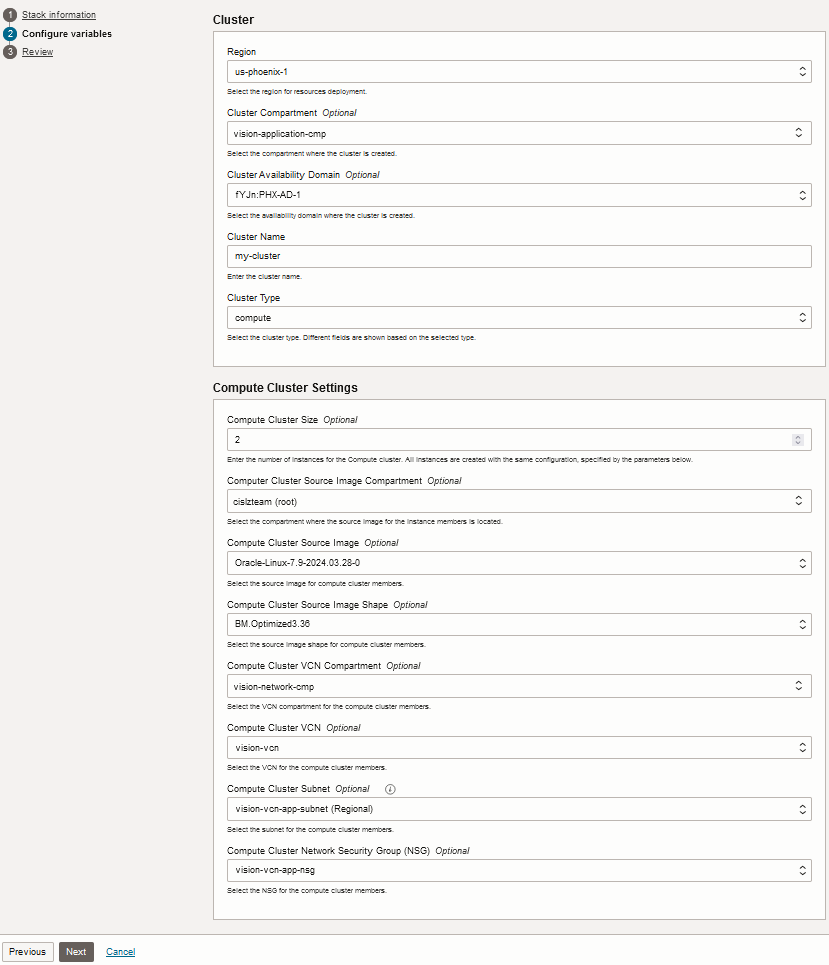 1 Stack information
2 Configure variables
3 Review
Cluster
Region
us-phoenix-1
Select the region for resources deployment.
Cluster Compartment Optional
vision-application-cmp
Select the compartment where the cluster is created.
Cluster Availability Domain Optional
fYJn:PHX-AD-1
Select the availability domain where the cluster is created.
Cluster Name
my-cluster
Enter the cluster name.
Cluster Type
compute
Select the cluster type. Different fields are shown based on the selected type.
Compute Cluster Settings
Compute Cluster Size Optional
2
Enter the number of instances for the Compute cluster. All instances are created with the same configuration, specified by the parameters below.
Computer Cluster Source Image Compartment Optional
cislzteam (root)
Select the compartment where the source image for the instance members is located.
Compute Cluster Source Image Optional
Oracle-Linux-7.9-2024.03.28-0
Select the source image for compute cluster members.
Compute Cluster Source Image Shape Optional
BM.Optimized3.36
Select the source image shape for compute cluster members.
Compute Cluster VCN Compartment Optional
vision-network-cmp
Select the VCN compartment for the compute cluster members.
Compute Cluster VCN Optional
vision-vcn
Select the VCN for the compute cluster members.
Compute Cluster Subnet Optional i
vision-vcn-app-subnet (Regional)
Select the subnet for the compute cluster members.
Compute Cluster Network Security Group (NSG) Optional
vision-vcn-app-nsg
Select the NSG for the compute cluster members.
Previous Next Cancel